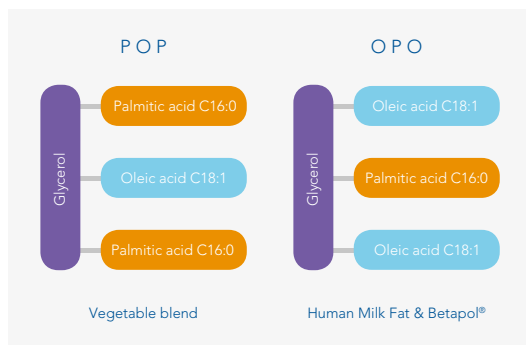 POP
Glycerol
Palmitic acid C16:0
Oleic acid C18:1
Palmitic acid C16:0
Vegetable blend
OPO
Glycerol
Oleic acid C18:1
Palmitic acid C16:0
Oleic acid C18:1
Human Milk Fat & Betapol®